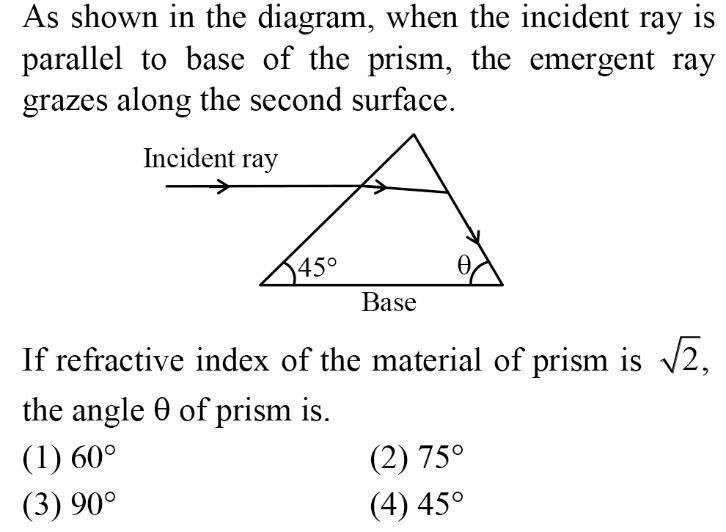 As shown in the diagram, when the incident ray is
parallel to base of the prism, the emergent ray
grazes along the second surface.
Incident ray
45°
θ
Base
If refractive index of the material of prism is √2,
the angle θ of prism is.
(1) 60°
(2) 75°
(3) 90°
(4) 45°